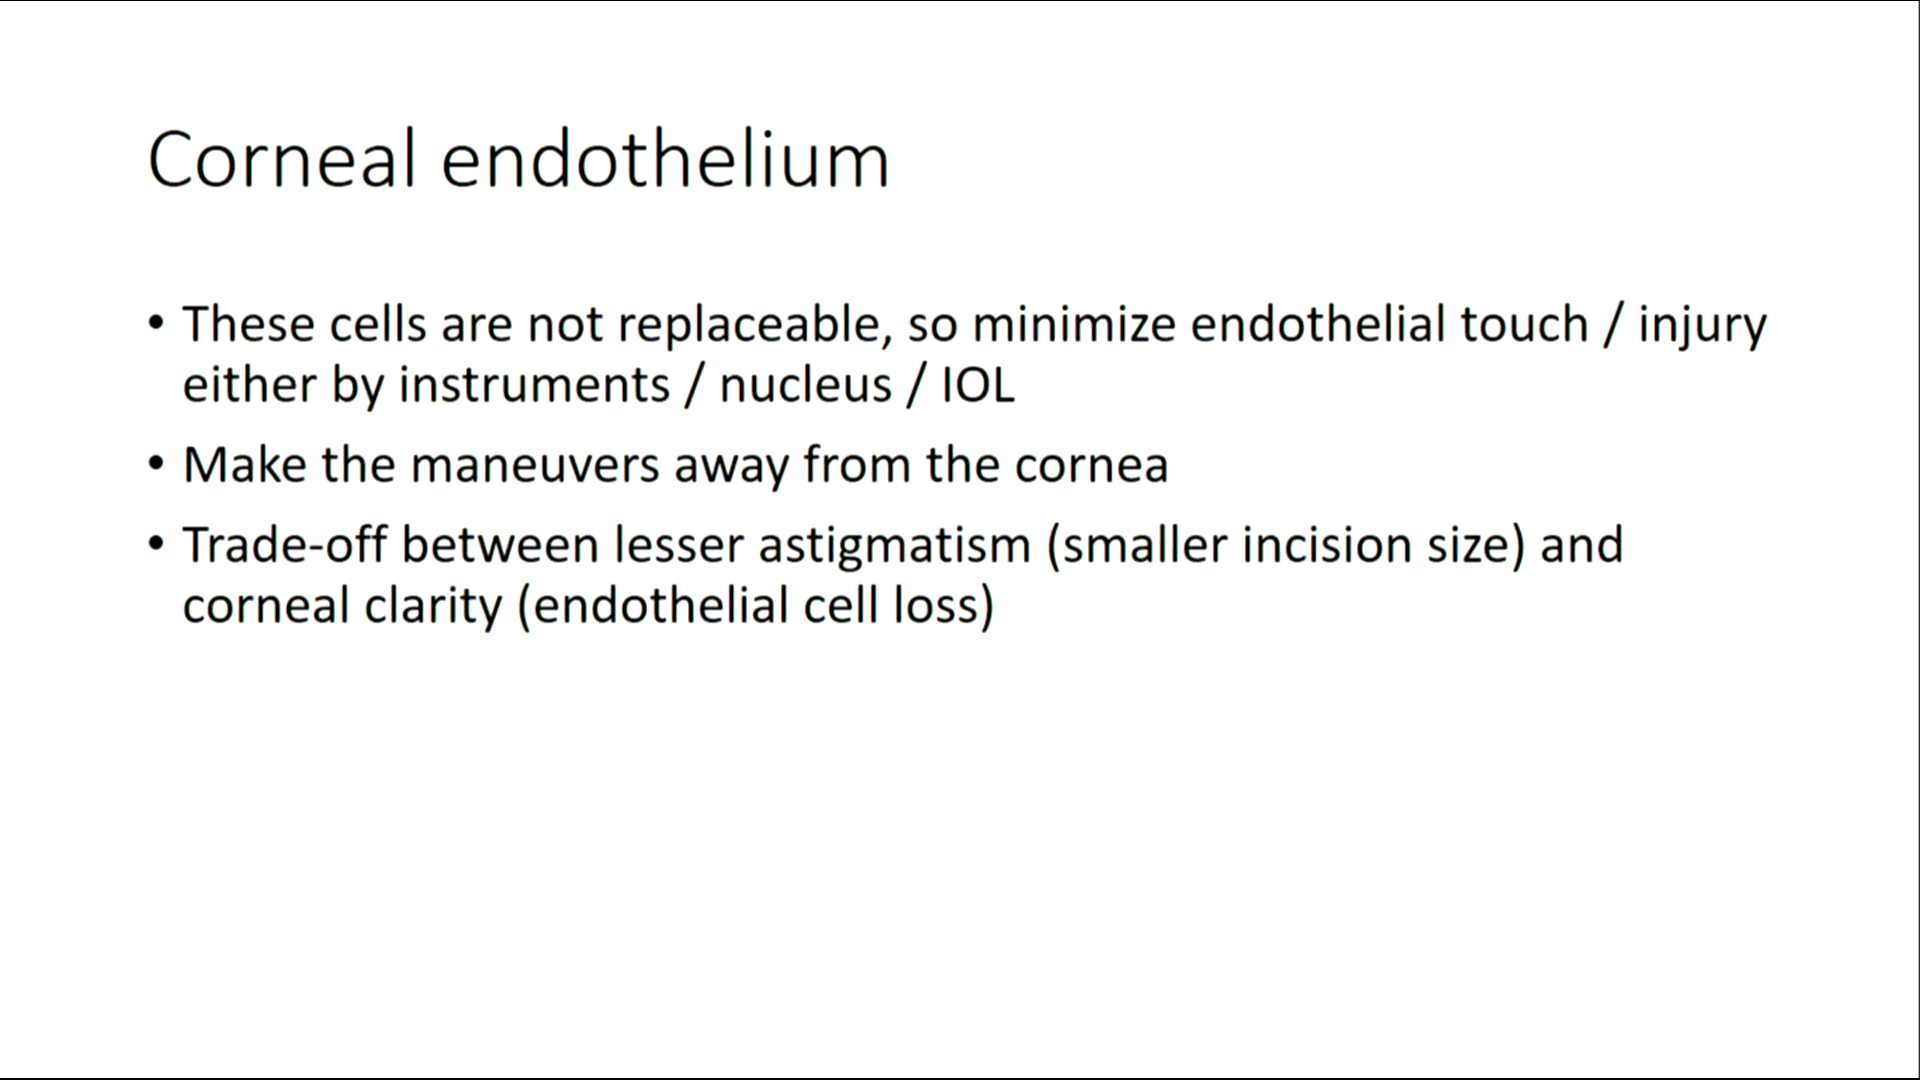 Corneal endothelium
• These cells are not replaceable, so minimize endothelial touch / injury
either by instruments / nucleus / IOL
• Make the maneuvers away from the cornea
• Trade-off between lesser astigmatism (smaller incision size) and
corneal clarity (endothelial cell loss)